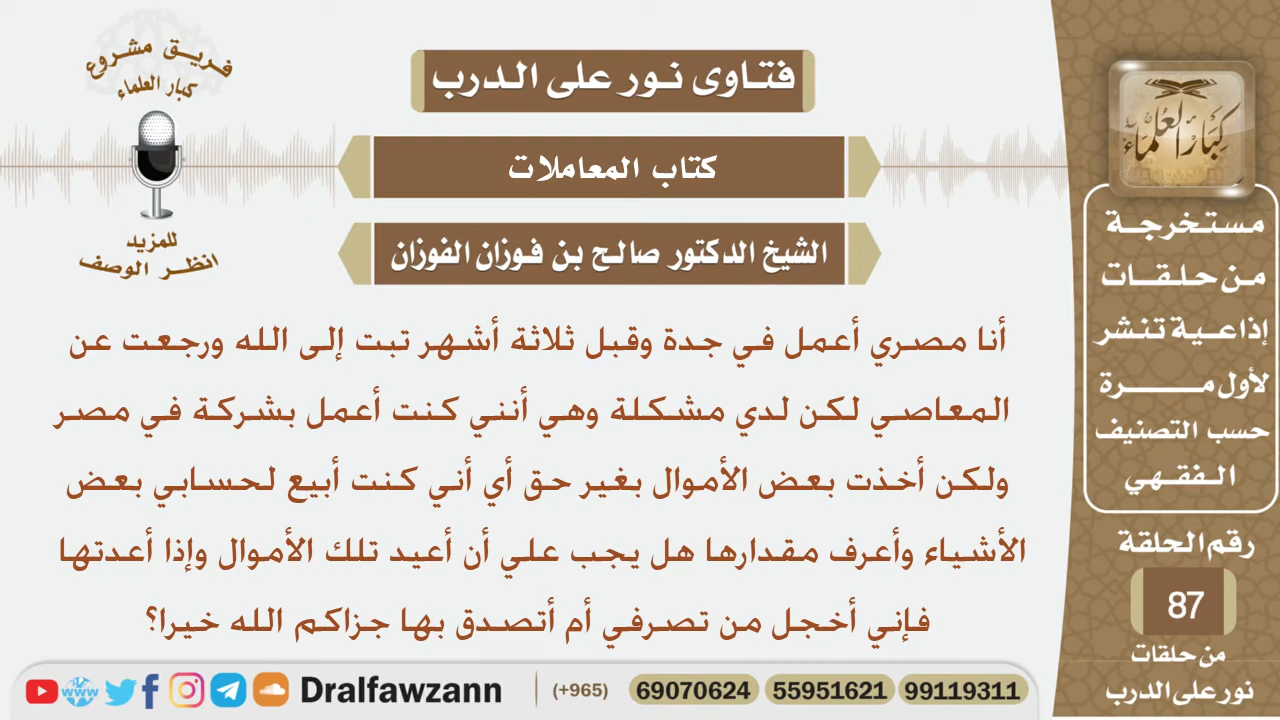 فريق مشروع
كبار العلماء
للمزيد
انظر الوصف
فتاوى نور على الدرب
كتاب المعاملات
الشيخ الدكتور صالح بن فوزان الفوزان
أنا مصري أعمل في جدة وقبل ثلاثة أشهر تبت إلى الله ورجعت عن
المعاصي لكن لدي مشكلة وهي أنني كنت أعمل بشركة في مصر
ولكن أخذت بعض الأموال بغير حق أي أني كنت أبيع لحسابي بعض
الأشياء وأعرف مقدارها هل يجب علي أن أعيد تلك الأموال وإذا أعدتها
فإني أخجل من تصرفي أم أتصدق بها جزاكم الله خيرا؟
كبار العلماء
مستخرجة
من حلقات
إذاعية تنشر
لأول مرة
حسب التصنيف
الفقهي
رقم الحلقة
87
من حلقات
نور على الدرب
www
Dralfawzann
(+965)
69070624
55951621
99119311